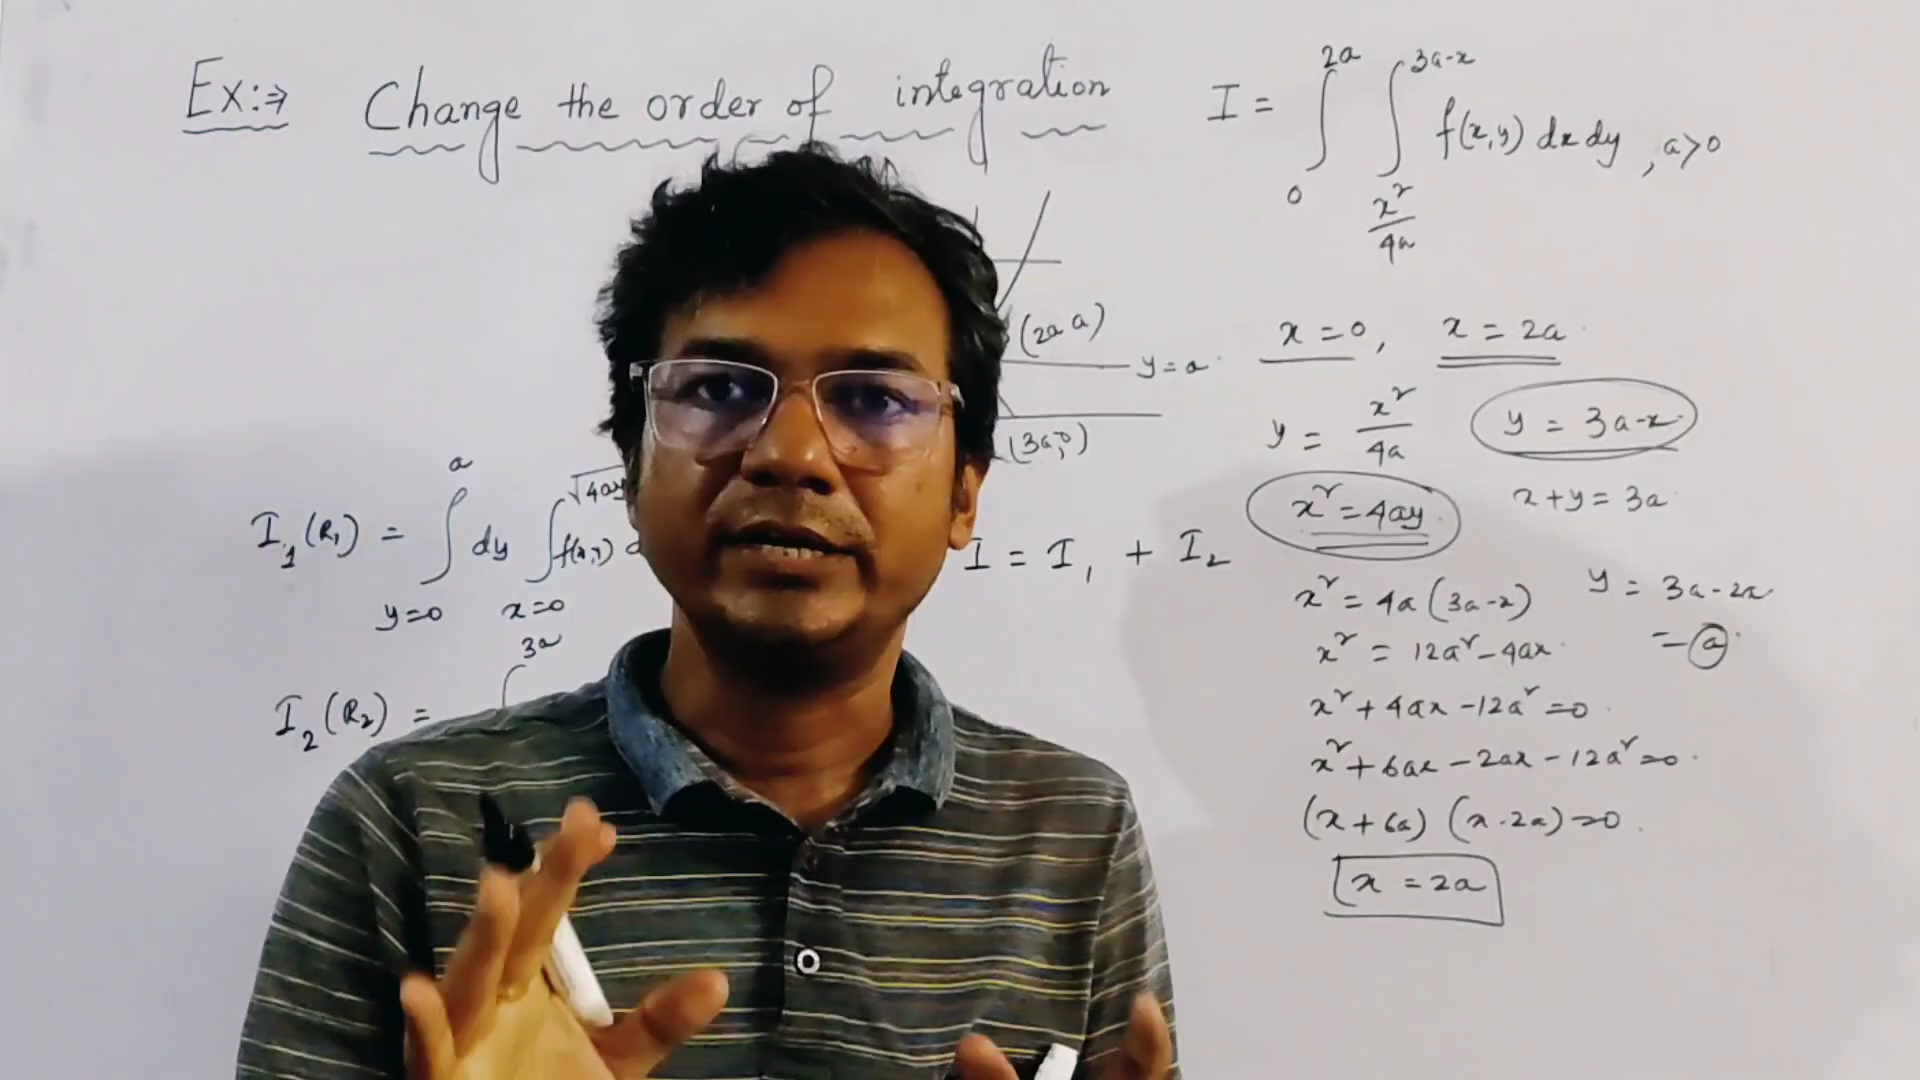 Ex:⇒ Change the order of integration
I = ∫₀^{2a} ∫_{x²/4a}^{3a-x} f(x,y) dx dy , a>0
(2a a)
y=a
(3a,0)
x=0, x=2a
y = x²/4a
y = 3a-x
x²=4ay
x+y=3a
x²=4a(3a-x)
y = 3a-2a
= a
x² = 12a²-4ax
x²+4ax-12a²=0
x²+6ax-2ax-12a²=0
(x+6a)(x-2a)=0
x=2a
I₁(R₁) = ∫_{y=0}^{a} dy ∫_{x=0}^{√4ay} f(x,y)
I = I₁ + I₂
I₂(R₂) =
3a